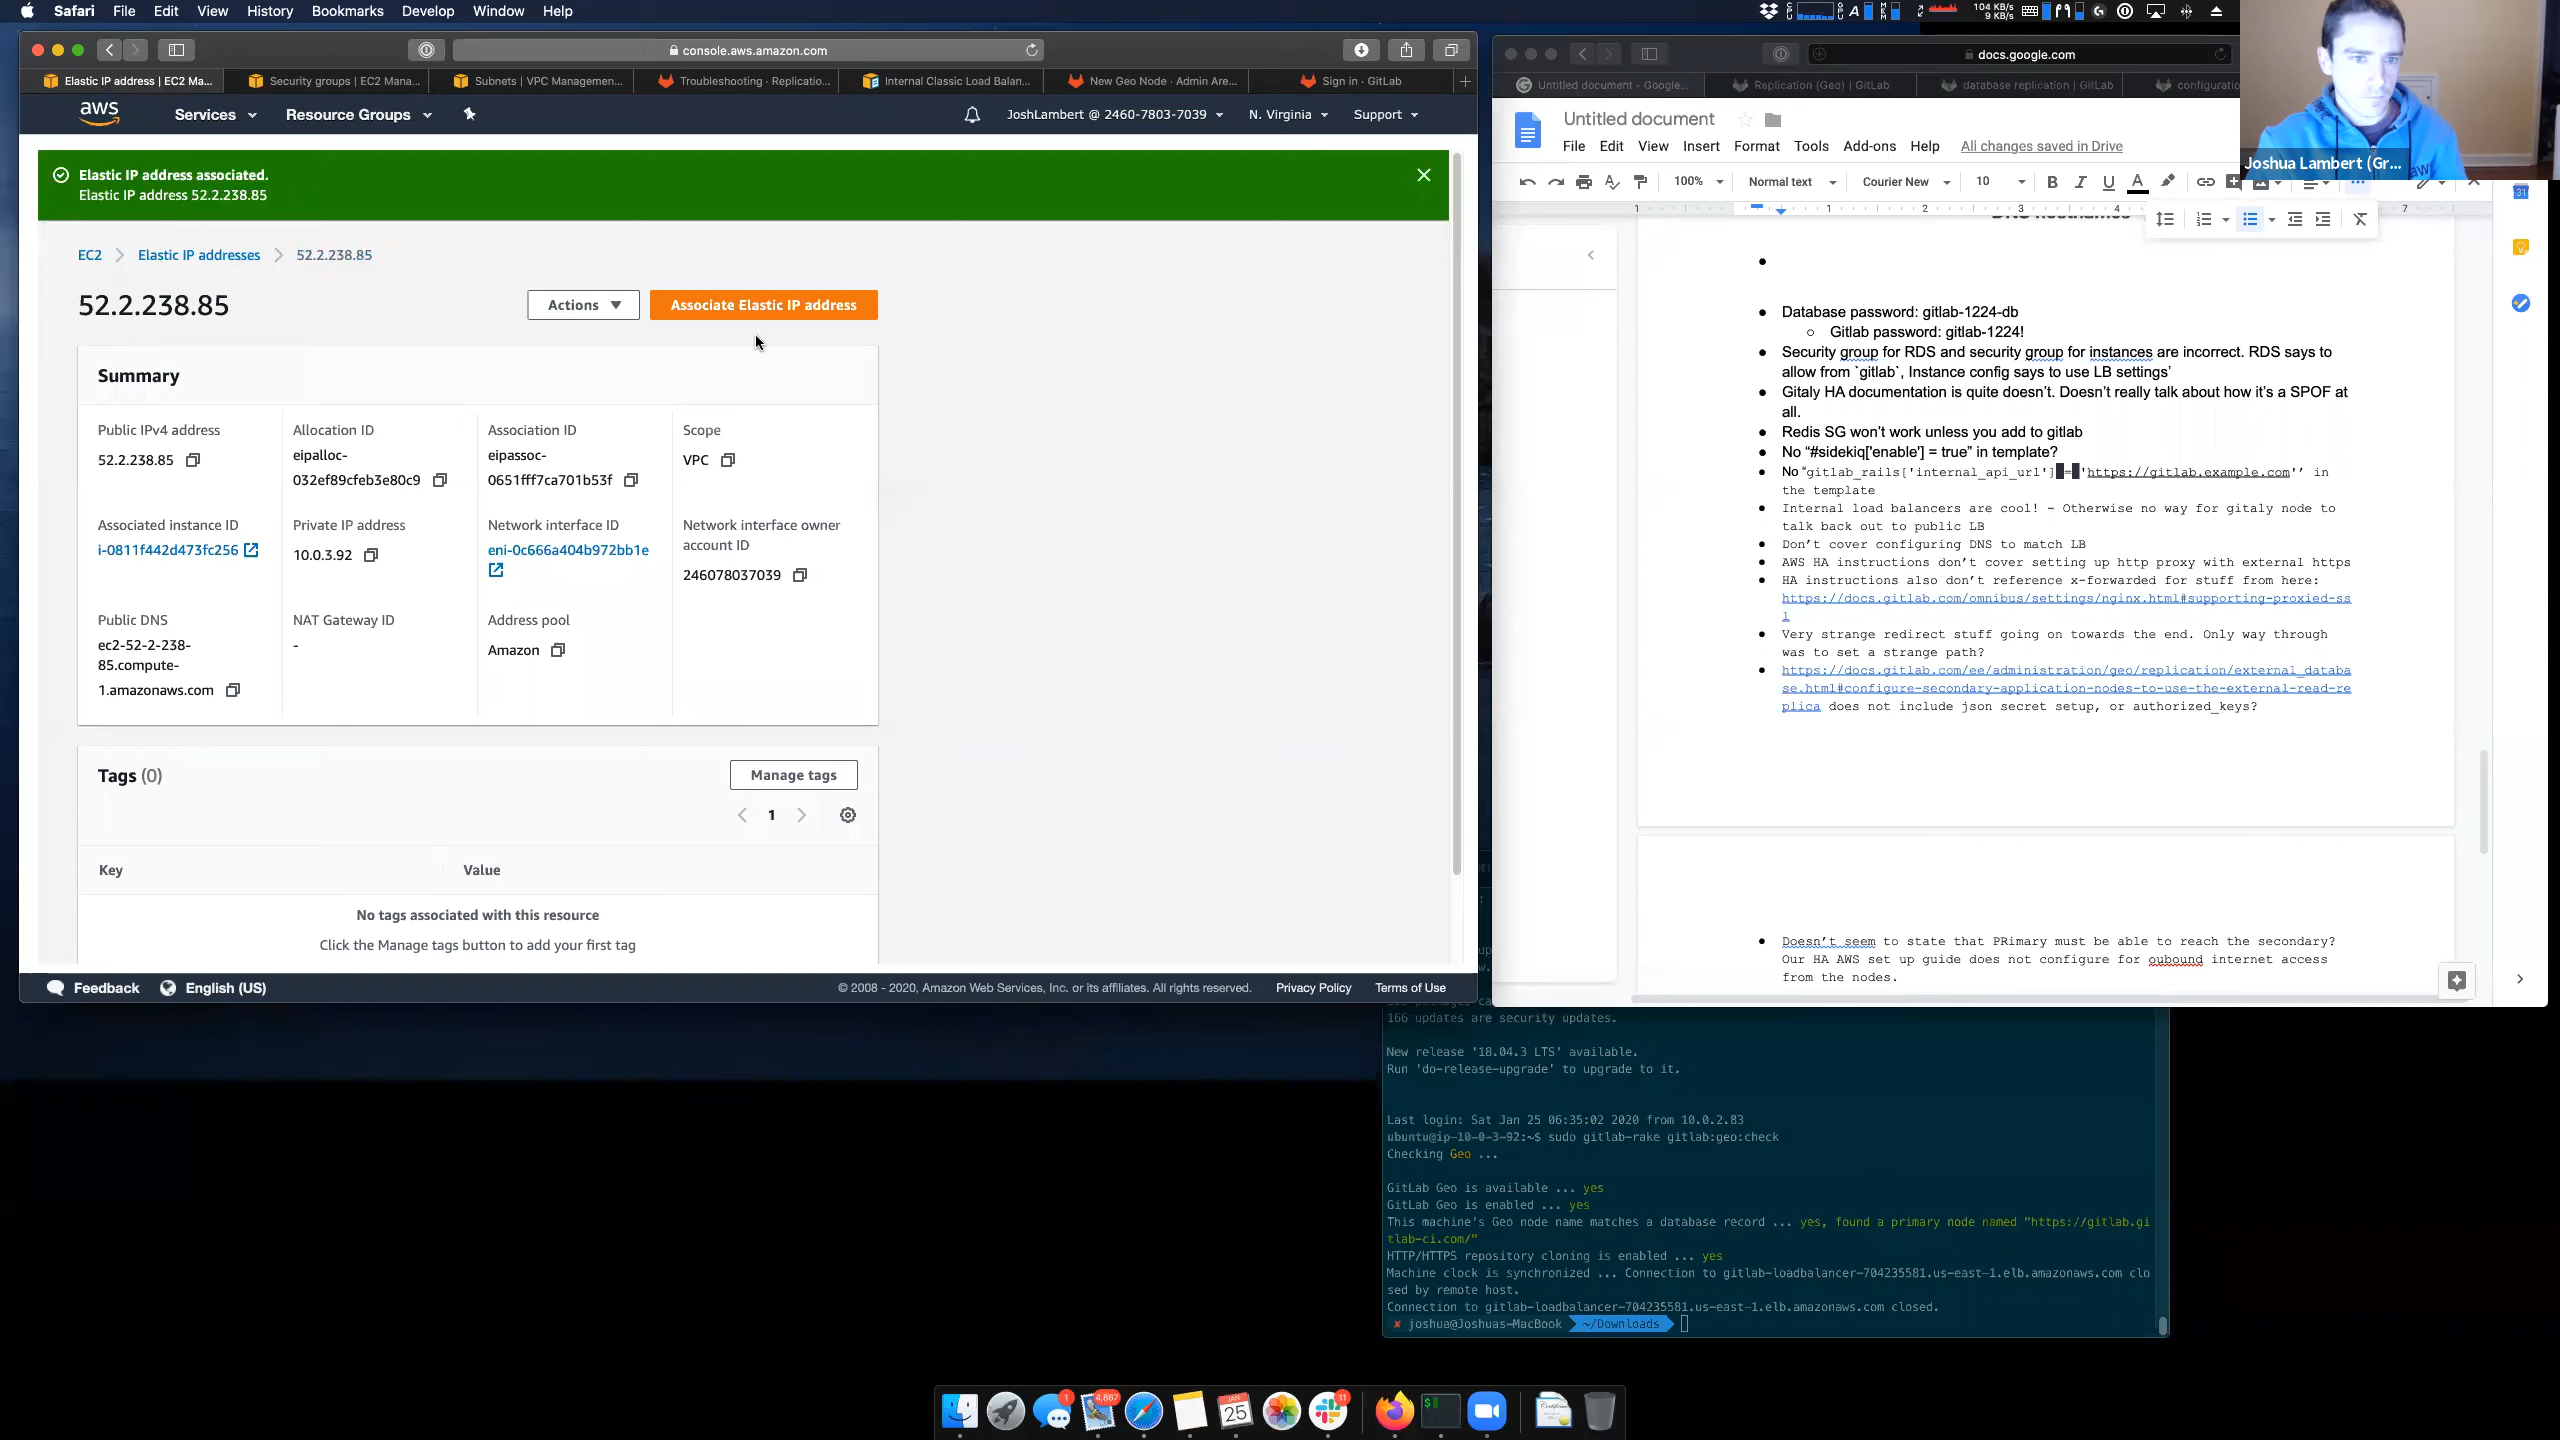 Safari File Edit View History Bookmarks Develop Window Help
104 KB/s
9 KB/s
console.aws.amazon.com
Elastic IP address | EC2 Ma...
Security groups | EC2 Mana...
Subnets | VPC Managemen...
Troubleshooting · Replicatio...
Internal Classic Load Balan...
New Geo Node · Admin Are...
Sign in · GitLab
aws Services Resource Groups JoshLambert @ 2460-7803-7039 N. Virginia Support
Elastic IP address associated.
Elastic IP address 52.2.238.85
EC2 Elastic IP addresses 52.2.238.85
52.2.238.85
Actions
Associate Elastic IP address
Summary
Public IPv4 address
52.2.238.85
Allocation ID
eipalloc-
032ef89cfeb3e80c9
Association ID
eipassoc-
0651fff7ca701b53f
Scope
VPC
Associated instance ID
i-0811f442d473fc256
Private IP address
10.0.3.92
Network interface ID
eni-0c666a404b972bb1e
Network interface owner
account ID
246078037039
Public DNS
ec2-52-2-238-
85.compute-
1.amazonaws.com
NAT Gateway ID
-
Address pool
Amazon
Tags (0)
Manage tags
1
Key Value
No tags associated with this resource
Click the Manage tags button to add your first tag
Feedback English (US) © 2008 - 2020, Amazon Web Services, Inc. or its affiliates. All rights reserved. Privacy Policy Terms of Use
docs.google.com
Untitled document - Google...
Replication (Geo) | GitLab
database replication | GitLab
configuratio
Untitled document
File Edit View Insert Format Tools Add-ons Help All changes saved in Drive
100% Normal text Courier New 10 B I U A
1 1 2 3 4 7
Joshua Lambert (Gr...
DNS hostnames
● Database password: gitlab-1224-db
○ Gitlab password: gitlab-1224!
● Security group for RDS and security group for instances are incorrect. RDS says to
allow from `gitlab`, Instance config says to use LB settings’
● Gitaly HA documentation is quite doesn’t. Doesn’t really talk about how it’s a SPOF at
all.
● Redis SG won’t work unless you add to gitlab
● No “#sidekiq['enable'] = true” in template?
● No “gitlab_rails['internal_api_url'] = 'https://gitlab.example.com'’ in
the template
● Internal load balancers are cool! - Otherwise no way for gitaly node to
talk back out to public LB
● Don’t cover configuring DNS to match LB
● AWS HA instructions don’t cover setting up http proxy with external https
● HA instructions also don’t reference x-forwarded for stuff from here:
https://docs.gitlab.com/omnibus/settings/nginx.html#supporting-proxied-ss
l
● Very strange redirect stuff going on towards the end. Only way through
was to set a strange path?
● https://docs.gitlab.com/ee/administration/geo/replication/external_databa
se.html#configure-secondary-application-nodes-to-use-the-external-read-re
plica does not include json secret setup, or authorized_keys?
● Doesn’t seem to state that PRimary must be able to reach the secondary?
Our HA AWS set up guide does not configure for oubound internet access
from the nodes.
166 updates are security updates.
New release '18.04.3 LTS' available.
Run 'do-release-upgrade' to upgrade to it.
Last login: Sat Jan 25 06:35:02 2020 from 10.0.2.83
ubuntu@ip-10-0-3-92:~$ sudo gitlab-rake gitlab:geo:check
Checking Geo ...
GitLab Geo is available ... yes
GitLab Geo is enabled ... yes
This machine's Geo node name matches a database record ... yes, found a primary node named "https://gitlab.gi
tlab-ci.com/"
HTTP/HTTPS repository cloning is enabled ... yes
Machine clock is synchronized ... Connection to gitlab-loadbalancer-704235581.us-east-1.elb.amazonaws.com clo
sed by remote host.
Connection to gitlab-loadbalancer-704235581.us-east-1.elb.amazonaws.com closed.
✘ joshua@Joshuas-MacBook ~/Downloads
1 4,867 JAN 25 11